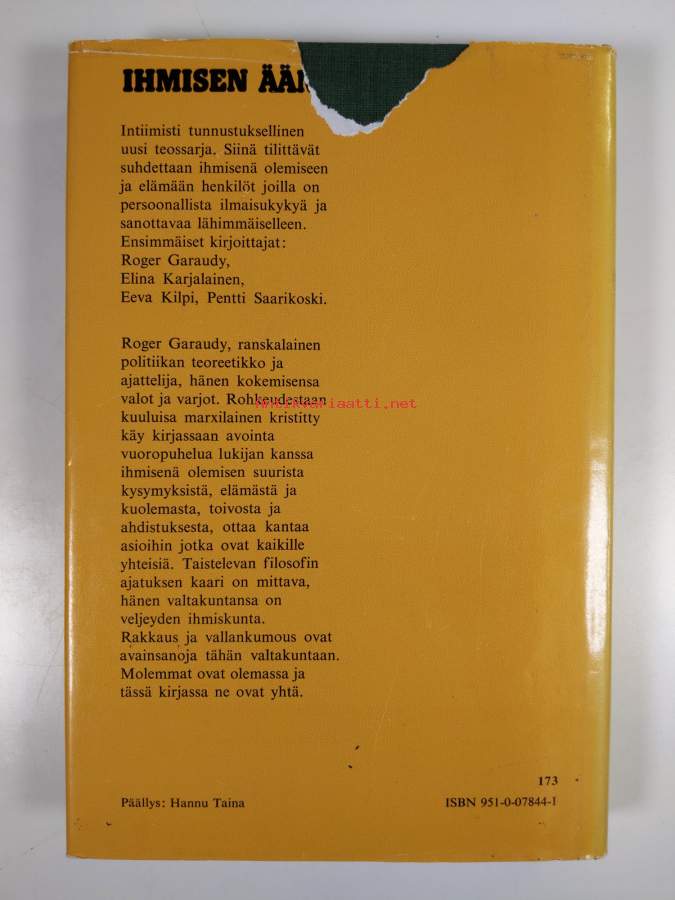 IHMISEN
Intiimisti tunnustuksellinen
uusi teossarja. Siinä tilittävät
suhdettaan ihmisenä olemiseen
ja elämään henkilöt joilla on
persoonallista ilmaisukykyä ja
sanottavaa lähimmäiselleen.
Ensimmäiset kirjoittajat:
Roger Garaudy,
Elina Karjalainen,
Eeva Kilpi, Pentti Saarikoski.
Roger Garaudy, ranskalainen
politiikan teoreetikko ja
ajattelija, hänen kokemisensa
valot ja varjot. Rohkeudestaan
Antikvariaatti.net
kuuluisa marxilainen kristitty
käy kirjassaan avointa
vuoropuhelua lukijan kanssa
ihmisenä olemisen suurista
kysymyksistä, elämästä ja
kuolemasta, toivosta ja
ahdistuksesta, ottaa kantaa
asioihin jotka ovat kaikille
yhteisiä. Taistelevan filosofin
ajatuksen kaari on mittava,
hänen valtakuntansa on
veljeyden ihmiskunta.
Rakkaus ja vallankumous ovat
avainsanoja tähän valtakuntaan.
Molemmat ovat olemassa ja
tässä kirjassa ne ovat yhtä.
173
Päällys: Hannu Taina
ISBN 951-0-07844-1